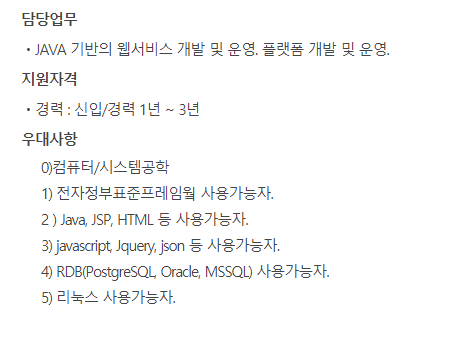 담당업무
• JAVA 기반의 웹서비스 개발 및 운영. 플랫폼 개발 및 운영.
지원자격
• 경력 : 신입/경력 1년 ~ 3년
우대사항
0)컴퓨터/시스템공학
1) 전자정부표준프레임웍 사용가능자.
2 ) Java, JSP, HTML 등 사용가능자.
3) javascript, Jquery, json 등 사용가능자.
4) RDB(PostgreSQL, Oracle, MSSQL) 사용가능자.
5) 리눅스 사용가능자.